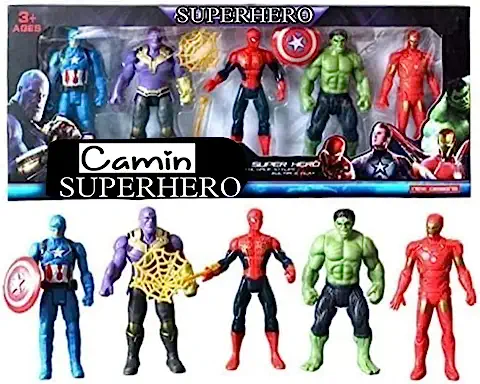 SUPERHERO
3+
AGES
Camin
SUPERHERO
SUPER HERO